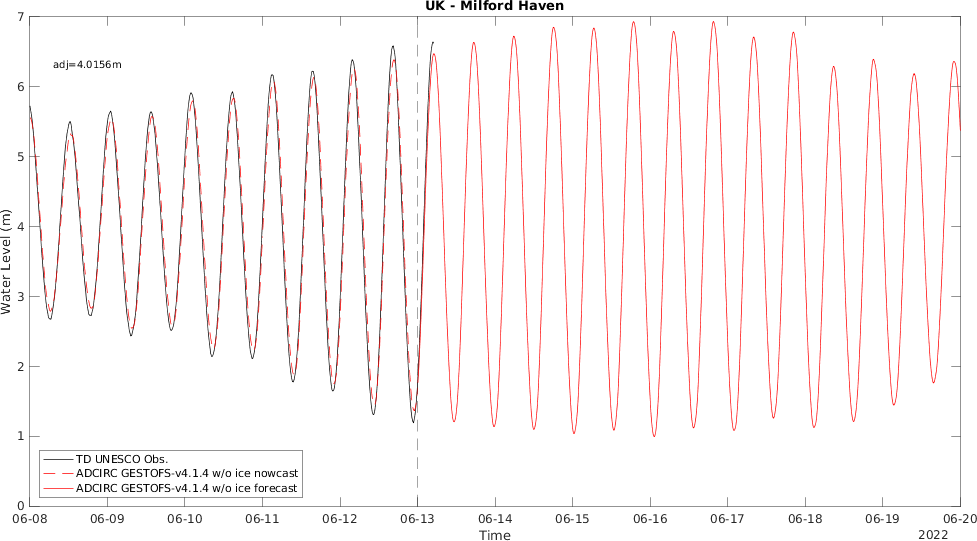 UK - Milford Haven
7
adj=4.0156m
6
5
4
3
2
1
0
Water Level (m)
TD UNESCO Obs.
ADCIRC GESTOFS-v4.1.4 w/o ice nowcast
ADCIRC GESTOFS-v4.1.4 w/o ice forecast
06-08 06-09 06-10 06-11 06-12 06-13 06-14 06-15 06-16 06-17 06-18 06-19 06-20
Time
2022